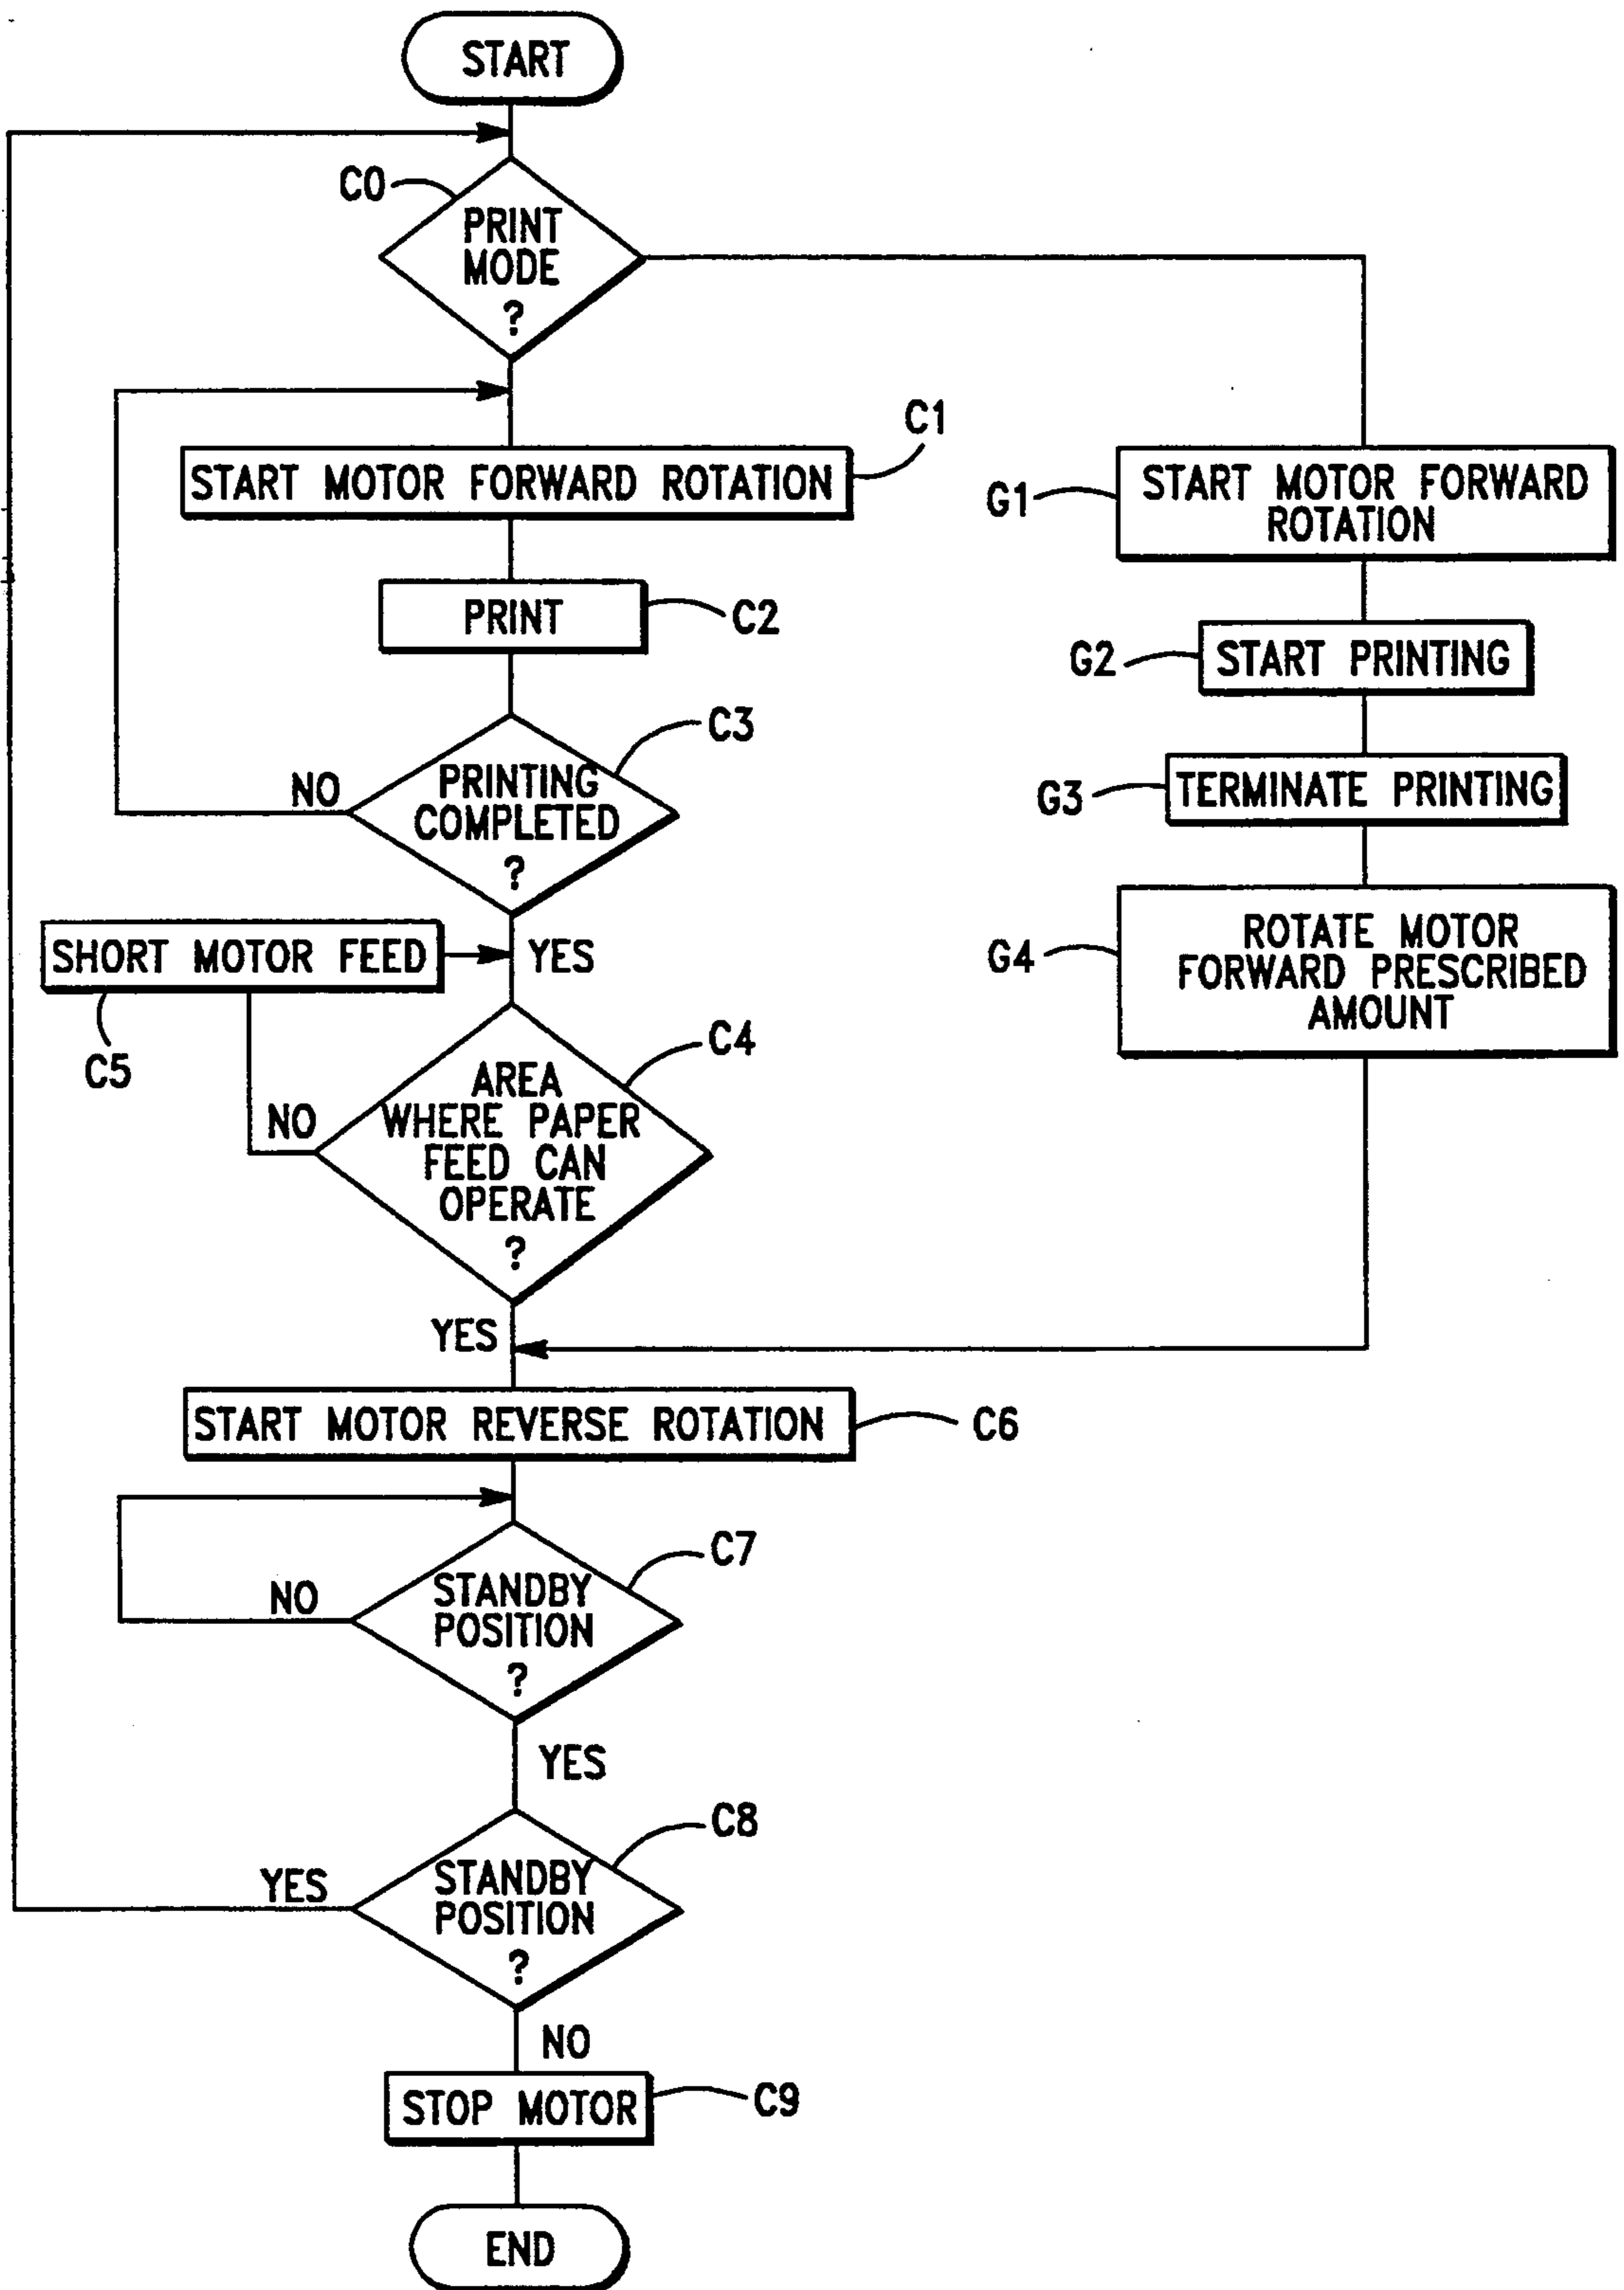 START
C0
PRINT
MODE
?
C1
START MOTOR FORWARD ROTATION
G1
START MOTOR FORWARD
ROTATION
PRINT
C2
G2
START PRINTING
C3
NO
PRINTING
COMPLETED
?
G3
TERMINATE PRINTING
SHORT MOTOR FEED
YES
G4
ROTATE MOTOR
FORWARD PRESCRIBED
AMOUNT
C5
C4
NO
AREA
WHERE PAPER
FEED CAN
OPERATE
?
YES
START MOTOR REVERSE ROTATION
C6
C7
NO
STANDBY
POSITION
?
YES
C8
YES
STANDBY
POSITION
?
NO
STOP MOTOR
C9
END